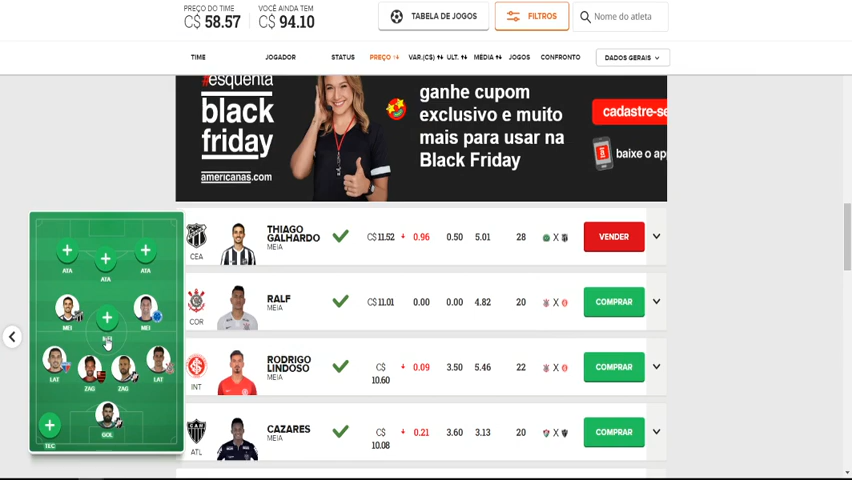 PREÇO DO TIME
C$ 58.57
VOCÊ AINDA TEM
C$ 94.10
TABELA DE JOGOS
FILTROS
Nome do atleta
TIME
JOGADOR
STATUS
PREÇO
VAR.(C$)
ULT.
MÉDIA
JOGOS
CONFRONTO
DADOS GERAIS
#esquenta
black
friday
americanas.com
ganhe cupom
exclusivo e muito
mais para usar na
Black Friday
cadastre-se
baixe o app
CEA
THIAGO
GALHARDO
MEIA
C$ 11.52
0.96
0.50
5.01
28
X
VENDER
COR
RALF
MEIA
C$ 11.01
0.00
0.00
4.82
20
X
COMPRAR
INT
RODRIGO
LINDOSO
MEIA
C$
10.60
0.09
3.50
5.46
22
X
COMPRAR
ATL
CAZARES
MEIA
C$
10.08
0.21
3.60
3.13
20
X
COMPRAR
ATA
ATA
ATA
MEI
MEI
LAT
ZAG
ZAG
LAT
GOL
TEC